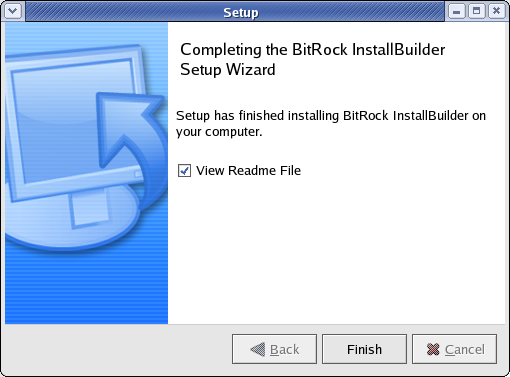 Setup
Completing the BitRock InstallBuilder
Setup Wizard
Setup has finished installing BitRock InstallBuilder on
your computer.
View Readme File
Back
Finish
Cancel